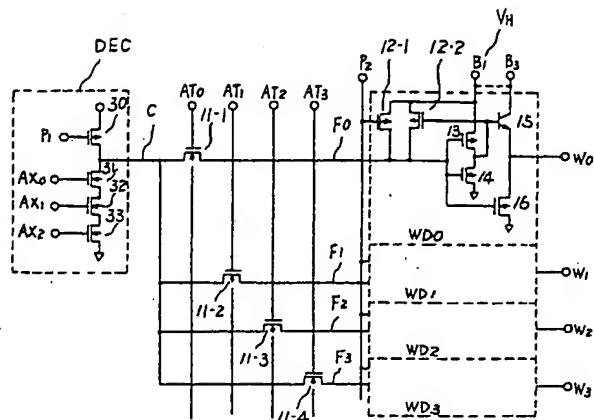 DEC
VH
12-1
12-2
P2
B1
B3
AT0
AT1
AT2
AT3
30
P1
C
11-1
F0
13
15
31
AX0
32
14
W0
AX1
33
16
AX2
WD0
F1
11-2
WD1
W1
F2
11-3
WD2
W2
F3
11-4
WD3
W3